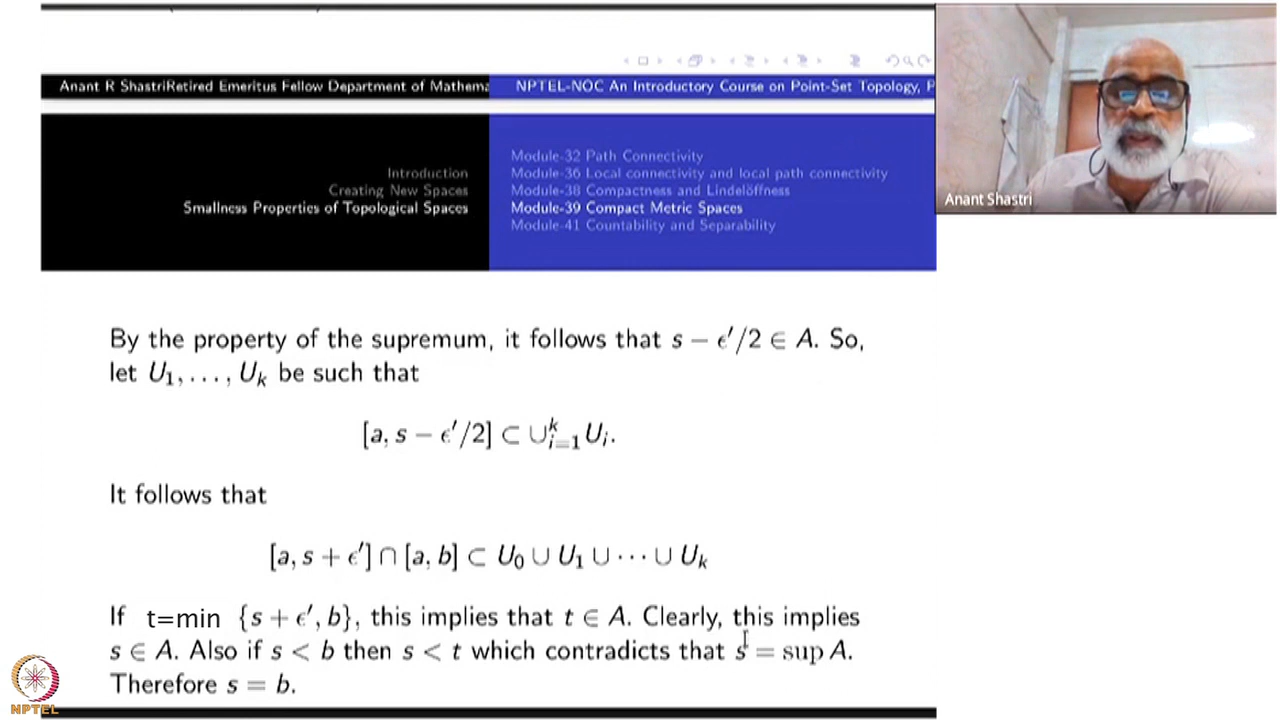 Anant R ShastriRetired Emeritus Fellow Department of Mathema
NPTEL-NOC An Introductory Course on Point-Set Topology, P
Introduction
Creating New Spaces
Smallness Properties of Topological Spaces
Module-32 Path Connectivity
Module-36 Local connectivity and local path connectivity
Module-38 Compactness and Lindelöffness
Module-39 Compact Metric Spaces
Module-41 Countability and Separability
Anant Shastri
By the property of the supremum, it follows that s − ϵ′/2 ∈ A. So,
let U₁, . . . , Uₖ be such that
[a, s − ϵ′/2] ⊂ ∪ᵏᵢ₌₁Uᵢ.
It follows that
[a, s + ϵ′] ∩ [a, b] ⊂ U₀ ∪ U₁ ∪ · · · ∪ Uₖ
If t=min {s + ϵ′, b}, this implies that t ∈ A. Clearly, this implies
s ∈ A. Also if s < b then s < t which contradicts that s = sup A.
Therefore s = b.
NPTEL